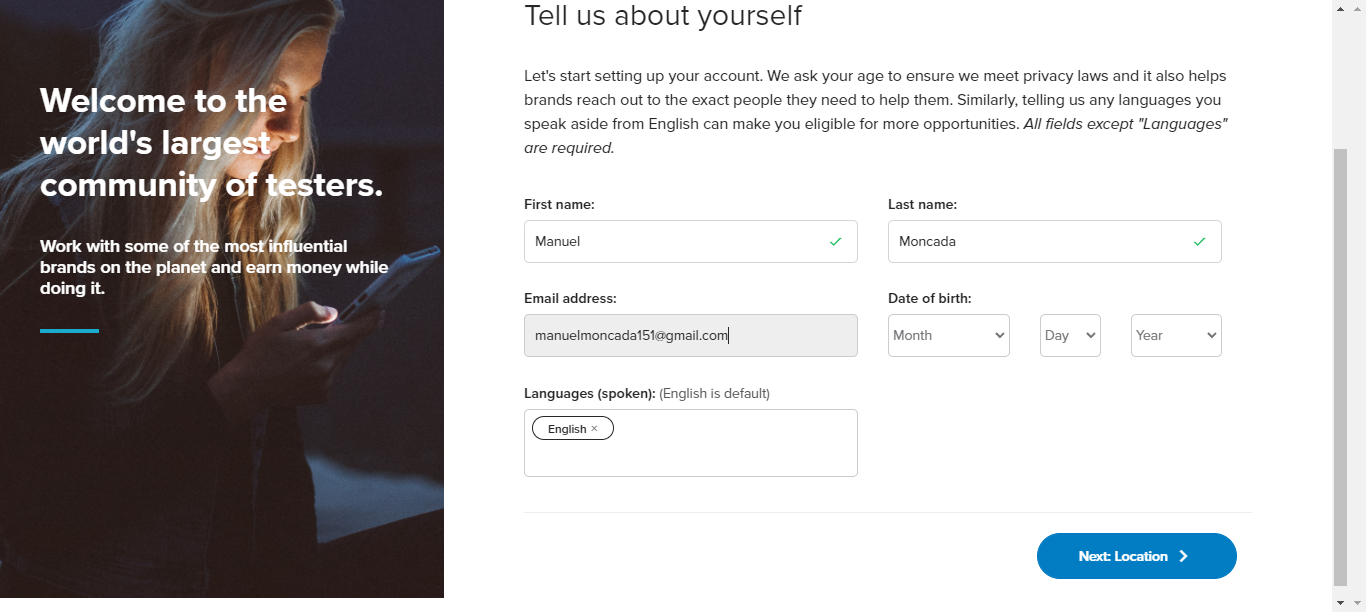 Welcome to the
world's largest
community of testers.
Work with some of the most influential
brands on the planet and earn money while
doing it.
Tell us about yourself
Let's start setting up your account. We ask your age to ensure we meet privacy laws and it also helps
brands reach out to the exact people they need to help them. Similarly, telling us any languages you
speak aside from English can make you eligible for more opportunities. All fields except "Languages"
are required.
First name:
Last name:
Manuel
Moncada
Email address:
Date of birth:
manuelmoncada151@gmail.com
Month
Day
Year
Languages (spoken): (English is default)
English ×
Next: Location